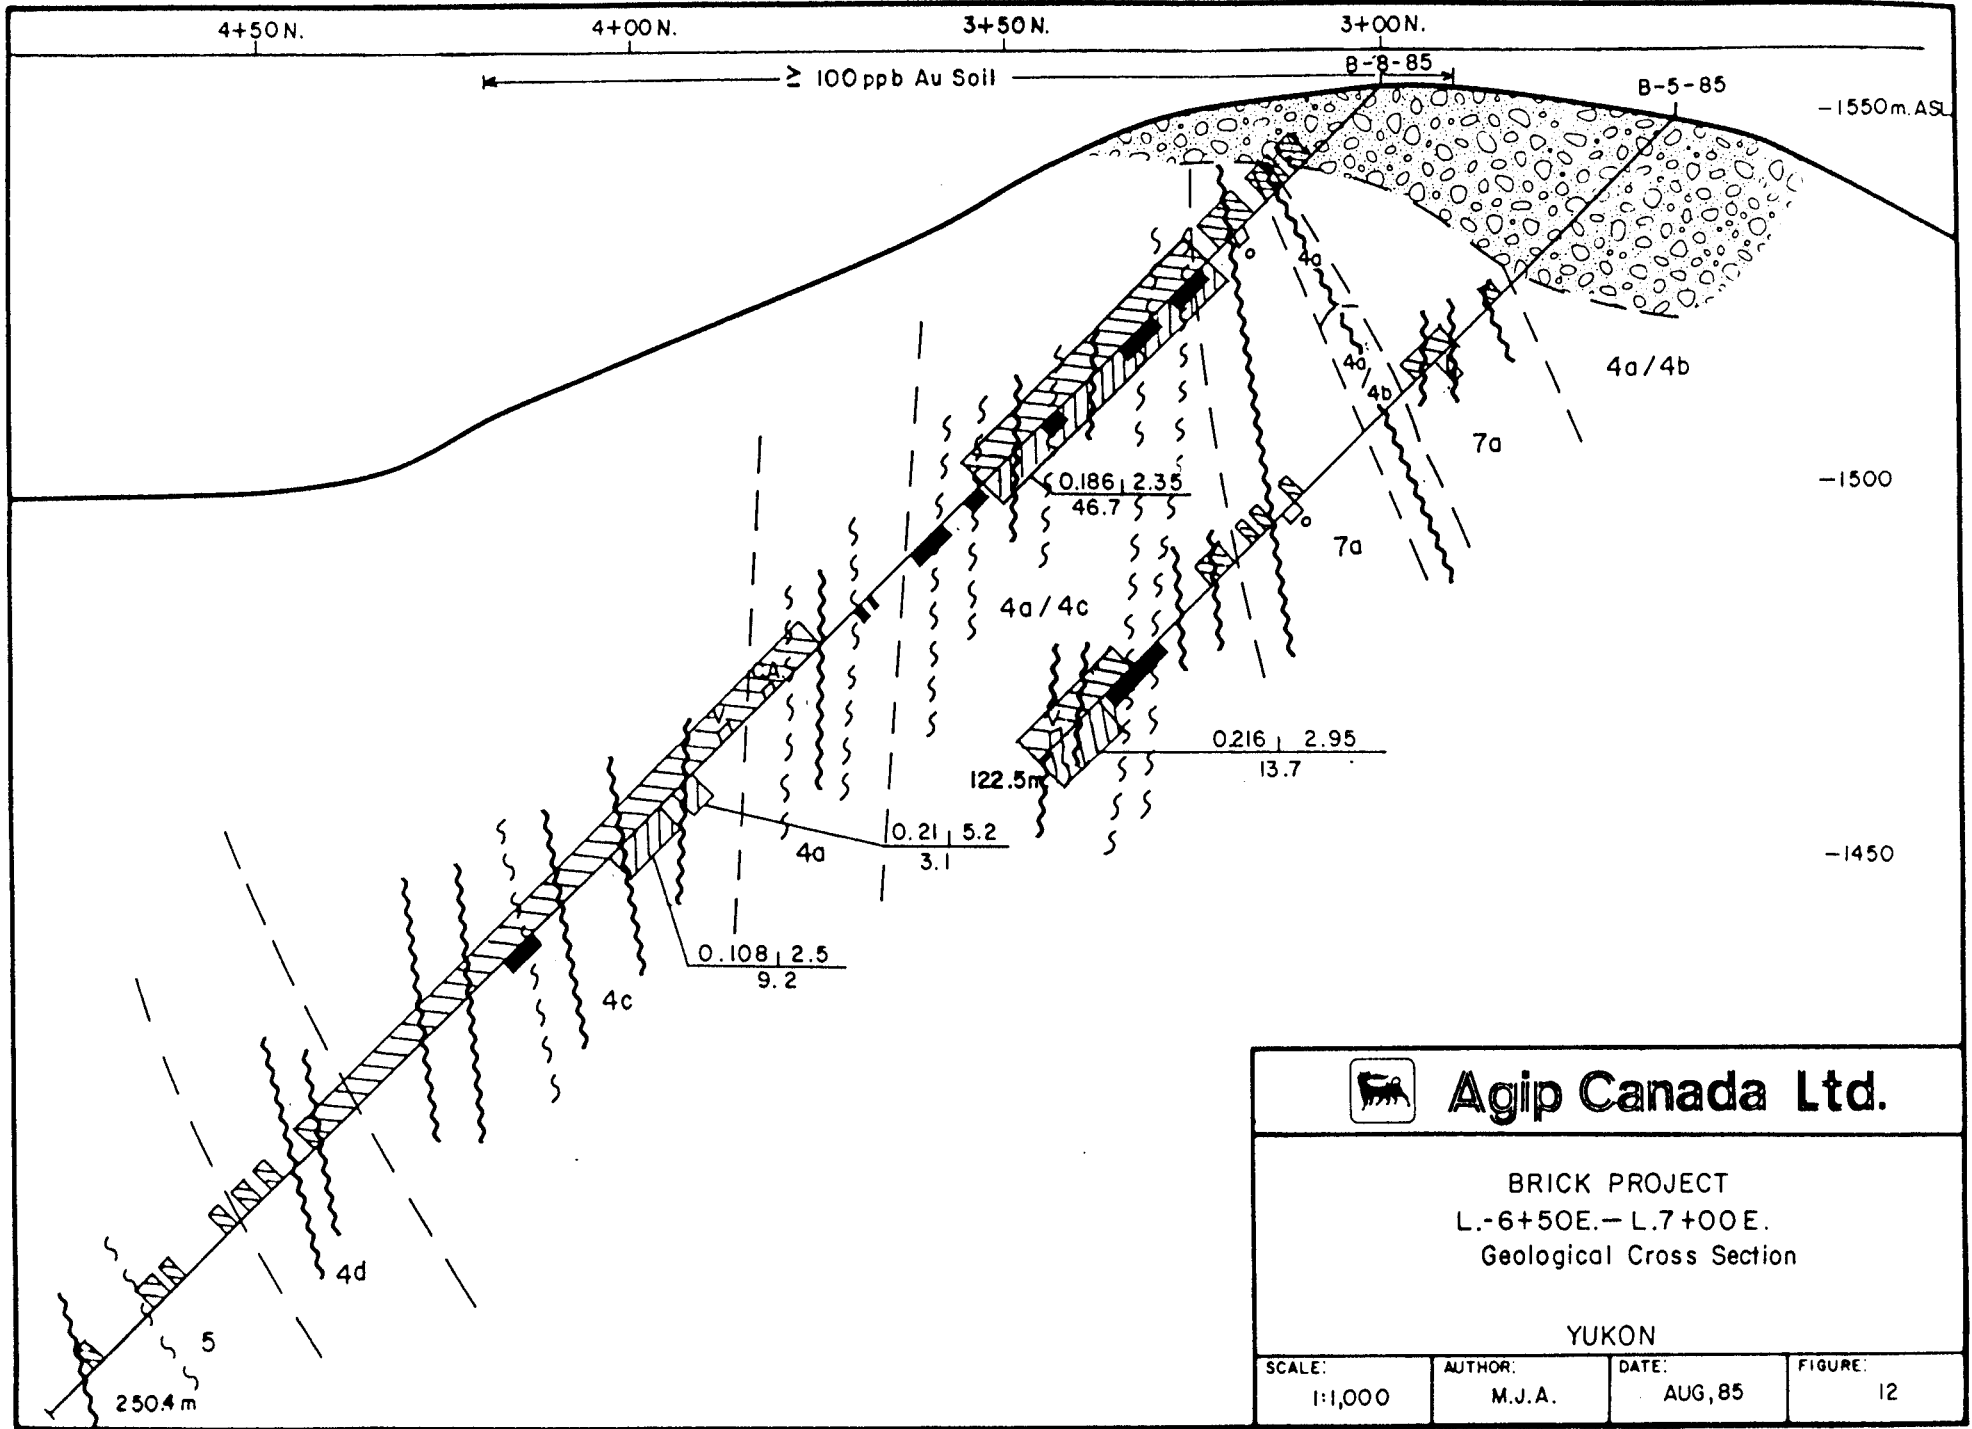 4+50N. 4+00N. 3+50N. 3+00N.
≥ 100 ppb Au Soil
B-8-85
B-5-85
-1550m. ASL
4a
4a/4b
4a/4b
7a
-1500
0.186 | 2.35
46.7
7a
4a/4c
C.A.
0.216 | 2.95
13.7
122.5m
0.21 | 5.2
3.1
4a
-1450
0.108 | 2.5
9.2
4c
4d
5
250.4m
Agip Canada Ltd.
BRICK PROJECT
L.-6+50E.-L.7+00E.
Geological Cross Section
YUKON
SCALE: 1:1,000
AUTHOR: M.J.A.
DATE: AUG, 85
FIGURE: 12